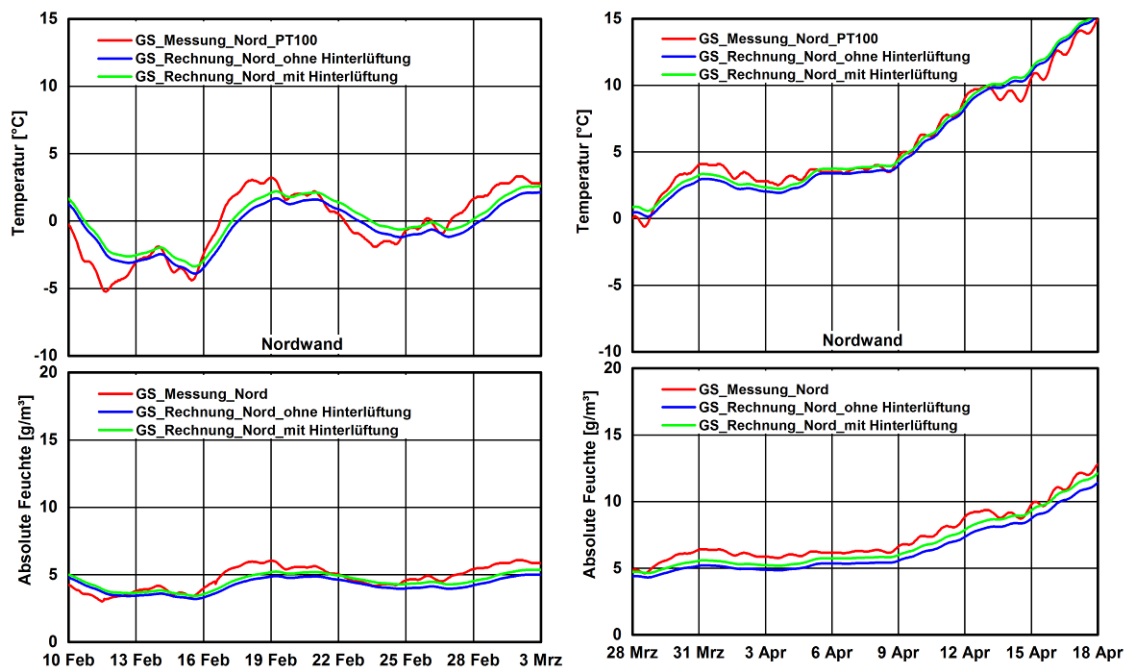 15
10
5
0
-5
-10
Temperatur [°C]
GS_Messung_Nord_PT100
GS_Rechnung_Nord_ohne Hinterlüftung
GS_Rechnung_Nord_mit Hinterlüftung
Nordwand
15
10
5
0
-5
-10
Temperatur [°C]
GS_Messung_Nord_PT100
GS_Rechnung_Nord_ohne Hinterlüftung
GS_Rechnung_Nord_mit Hinterlüftung
Nordwand
20
15
10
5
0
Absolute Feuchte [g/m³]
GS_Messung_Nord
GS_Rechnung_Nord_ohne Hinterlüftung
GS_Rechnung_Nord_mit Hinterlüftung
10 Feb 13 Feb 16 Feb 19 Feb 22 Feb 25 Feb 28 Feb 3 Mrz
20
15
10
5
0
Absolute Feuchte [g/m³]
GS_Messung_Nord
GS_Rechnung_Nord_ohne Hinterlüftung
GS_Rechnung_Nord_mit Hinterlüftung
28 Mrz 31 Mrz 3 Apr 6 Apr 9 Apr 12 Apr 15 Apr 18 Apr